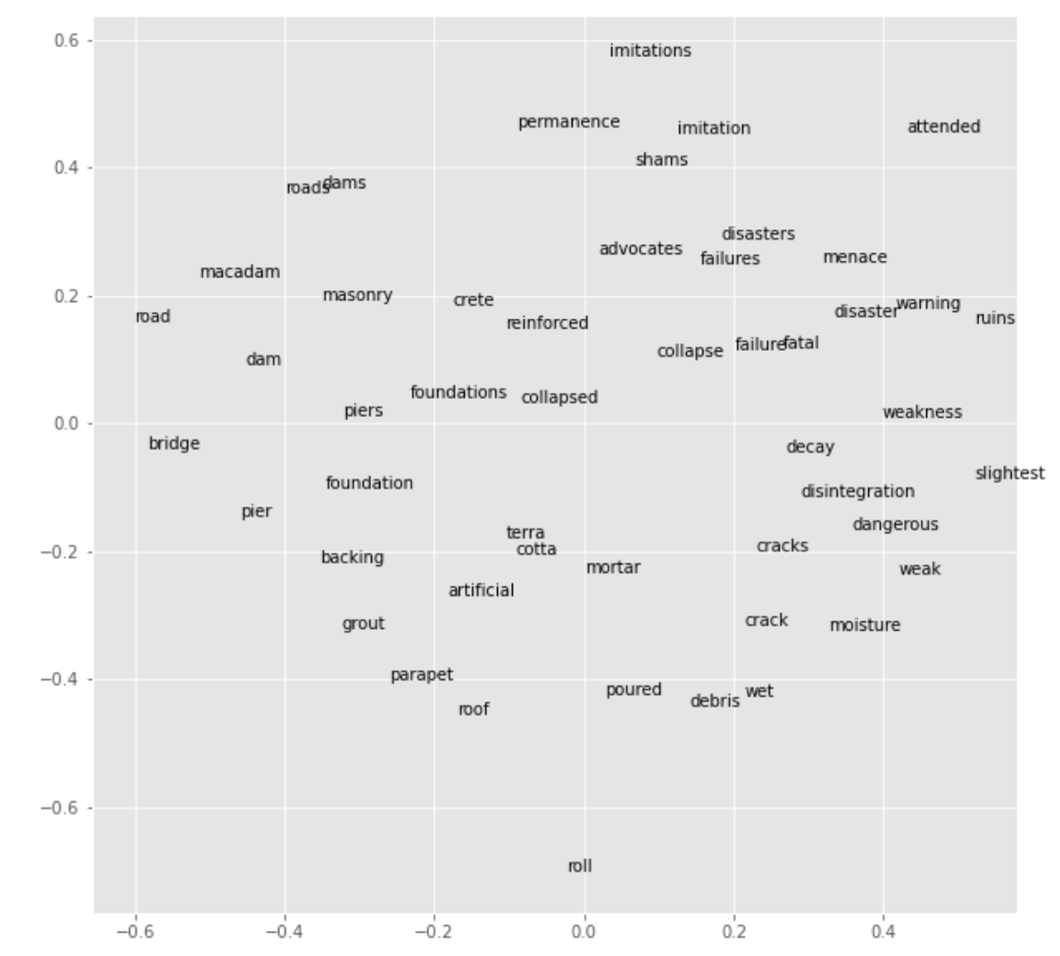 0.6
imitations
permanence
imitation
attended
shams
0.4
roads
dams
disasters
advocates
failures
menace
macadam
masonry
0.2
crete
warning
disaster
road
ruins
reinforced
failure
fatal
collapse
dam
foundations
collapsed
piers
weakness
0.0
bridge
decay
slightest
foundation
disintegration
pier
dangerous
terra
cracks
cotta
−0.2
backing
mortar
weak
artificial
crack
grout
moisture
parapet
−0.4
poured
wet
debris
roof
−0.6
roll
−0.6 −0.4 −0.2 0.0 0.2 0.4